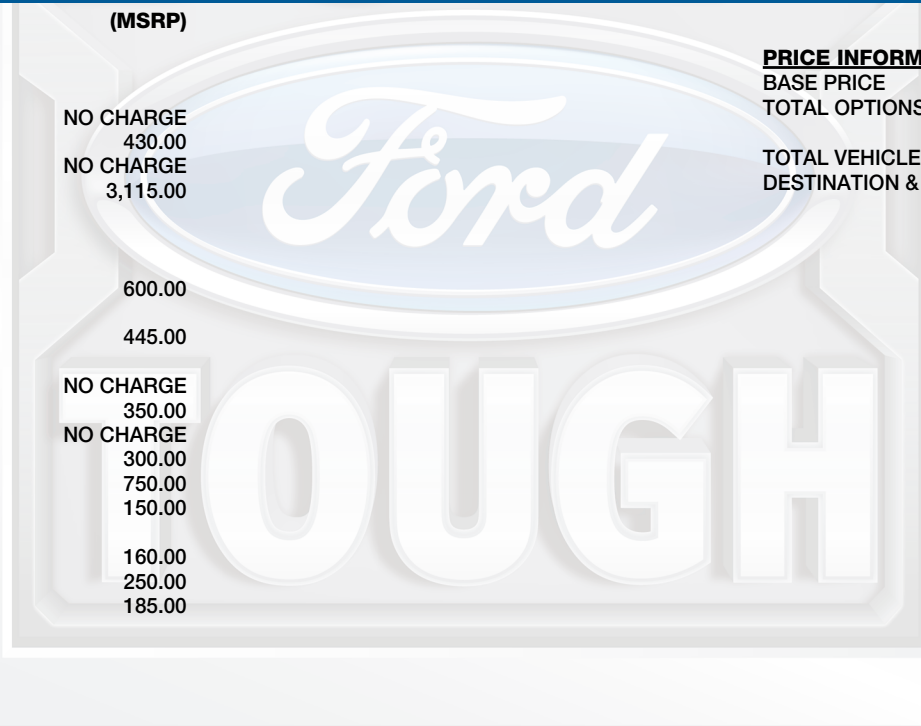 (MSRP)
NO CHARGE
430.00
NO CHARGE
3,115.00
600.00
445.00
NO CHARGE
350.00
NO CHARGE
300.00
750.00
150.00
160.00
250.00
185.00
PRICE INFORM
BASE PRICE
TOTAL OPTIONS
TOTAL VEHICLE
DESTINATION &
Ford
TOUGH